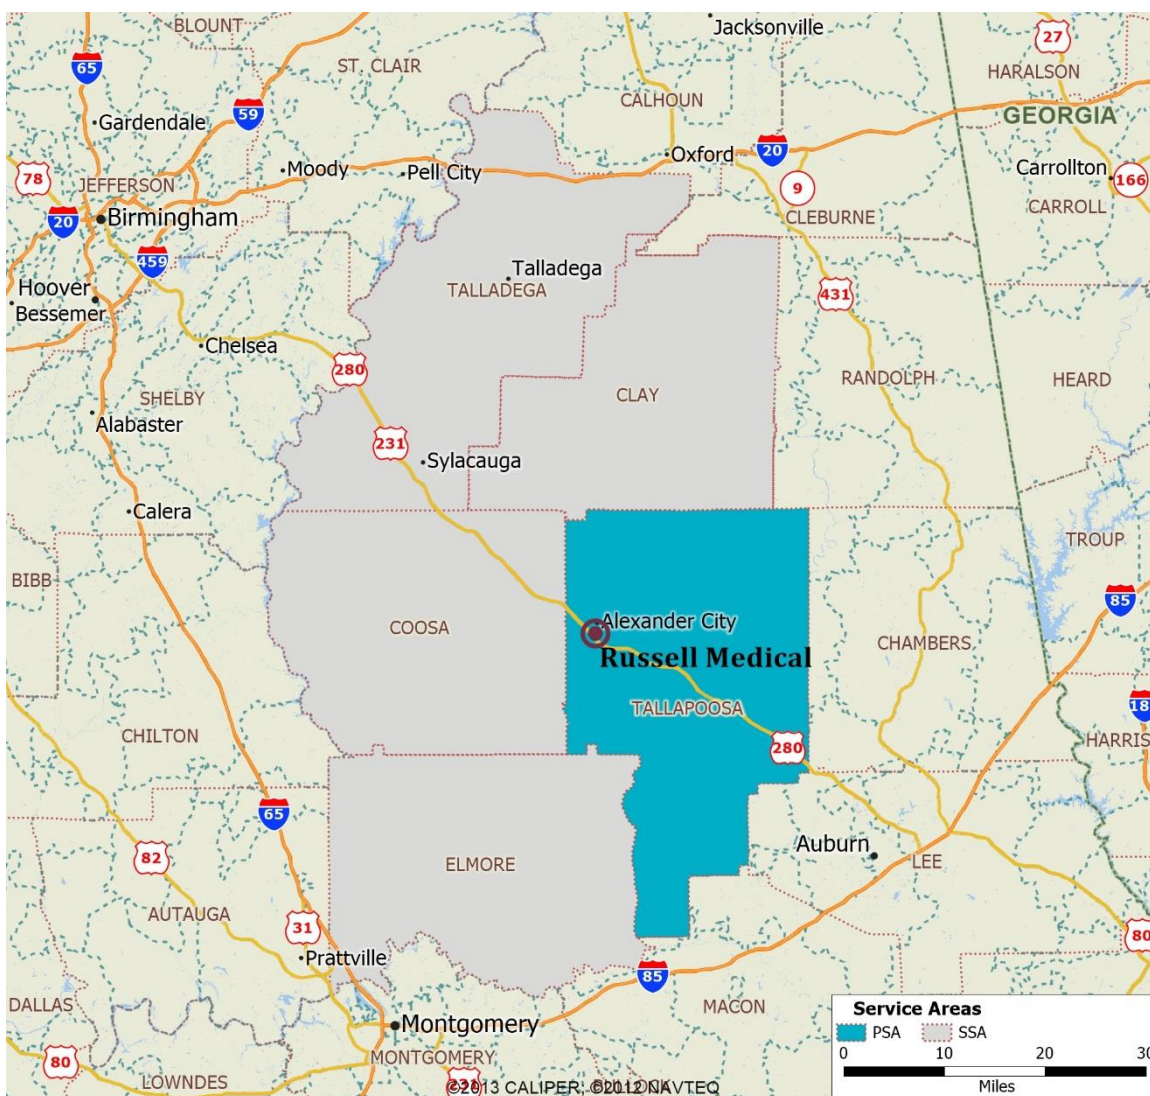 BLOUNT
Jacksonville
27
65
ST. CLAIR
HARALSON
CALHOUN
59
GEORGIA
Gardendale
20
Oxford
Moody
Pell City
Carrollton
166
78
JEFFERSON
9
CARROLL
20
Birmingham
CLEBURNE
459
Talladega
Hoover
TALLADEGA
431
Bessemer
Chelsea
280
RANDOLPH
HEARD
CLAY
SHELBY
Alabaster
231
Sylacauga
Calera
TROUP
BIBB
85
Alexander City
COOSA
CHAMBERS
Russell Medical
TALLAPOOSA
18
CHILTON
280
HARRIS
65
Auburn
82
ELMORE
LEE
AUTAUGA
31
80
Prattville
85
DALLAS
MACON
Montgomery
Service Areas
PSA SSA
MONTGOMERY
80
0 10 20 30
LOWNDES
231
©2013 CALIPER; ©2012 NAVTEQ
Miles